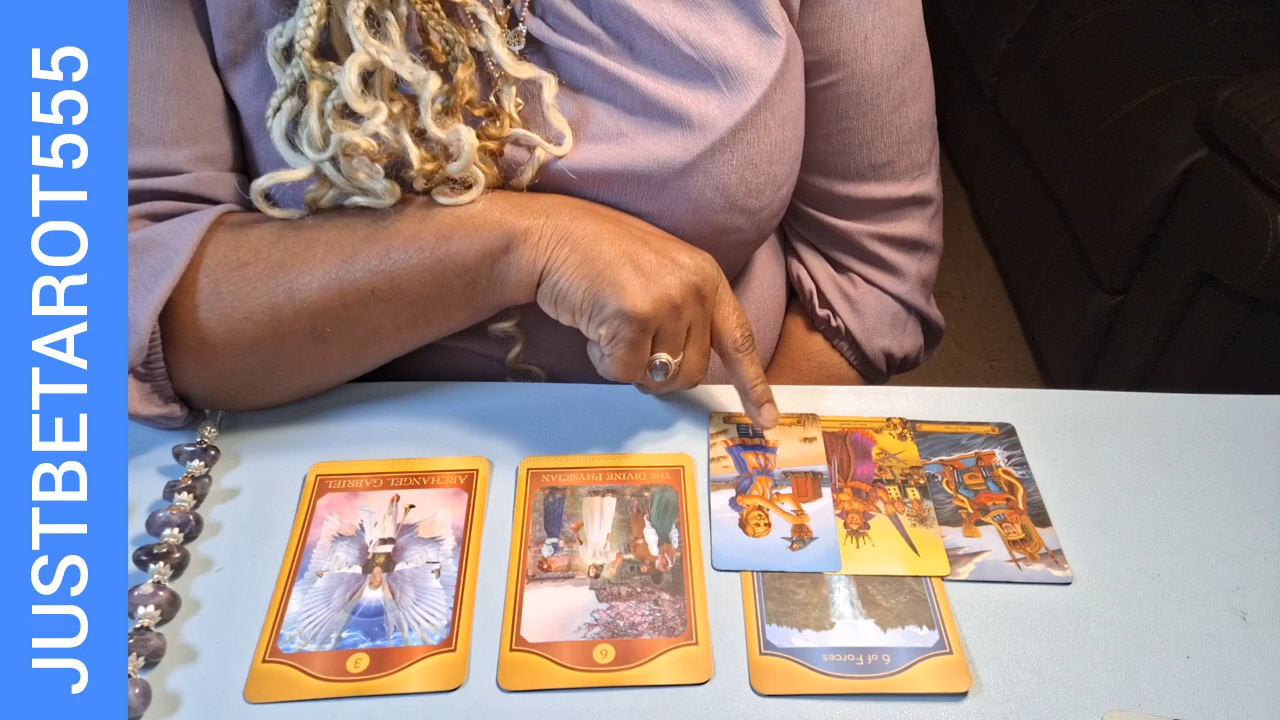 JUSTBETAROT555
ARCHANGEL GABRIEL
3
THE DIVINE PHYSICIAN
6
6 of Forces